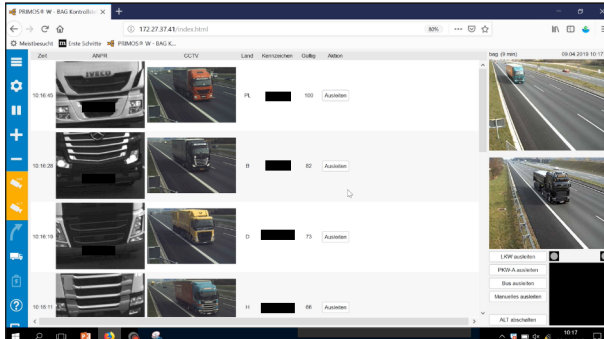 PRIMOS® W - BAG Kontrollst
172.27.37.41/index.html
80%
Meistbesucht Erste Schritte PRIMOS® W - BAG K...
Zeit ANPR CCTV Land Kennzeichen Gültig Aktion
bag (9 min) 09.04.2019 10:17
IVECO
10:16:45 PL 100 Ausleiten
10:16:28 B 82 Ausleiten
10:16:19 D 73 Ausleiten
10:16:11 H 66 Ausleiten
LKW ausleiten
PKW-A ausleiten
Bus ausleiten
Manuelles ausleiten
ALT abschalten
10:17